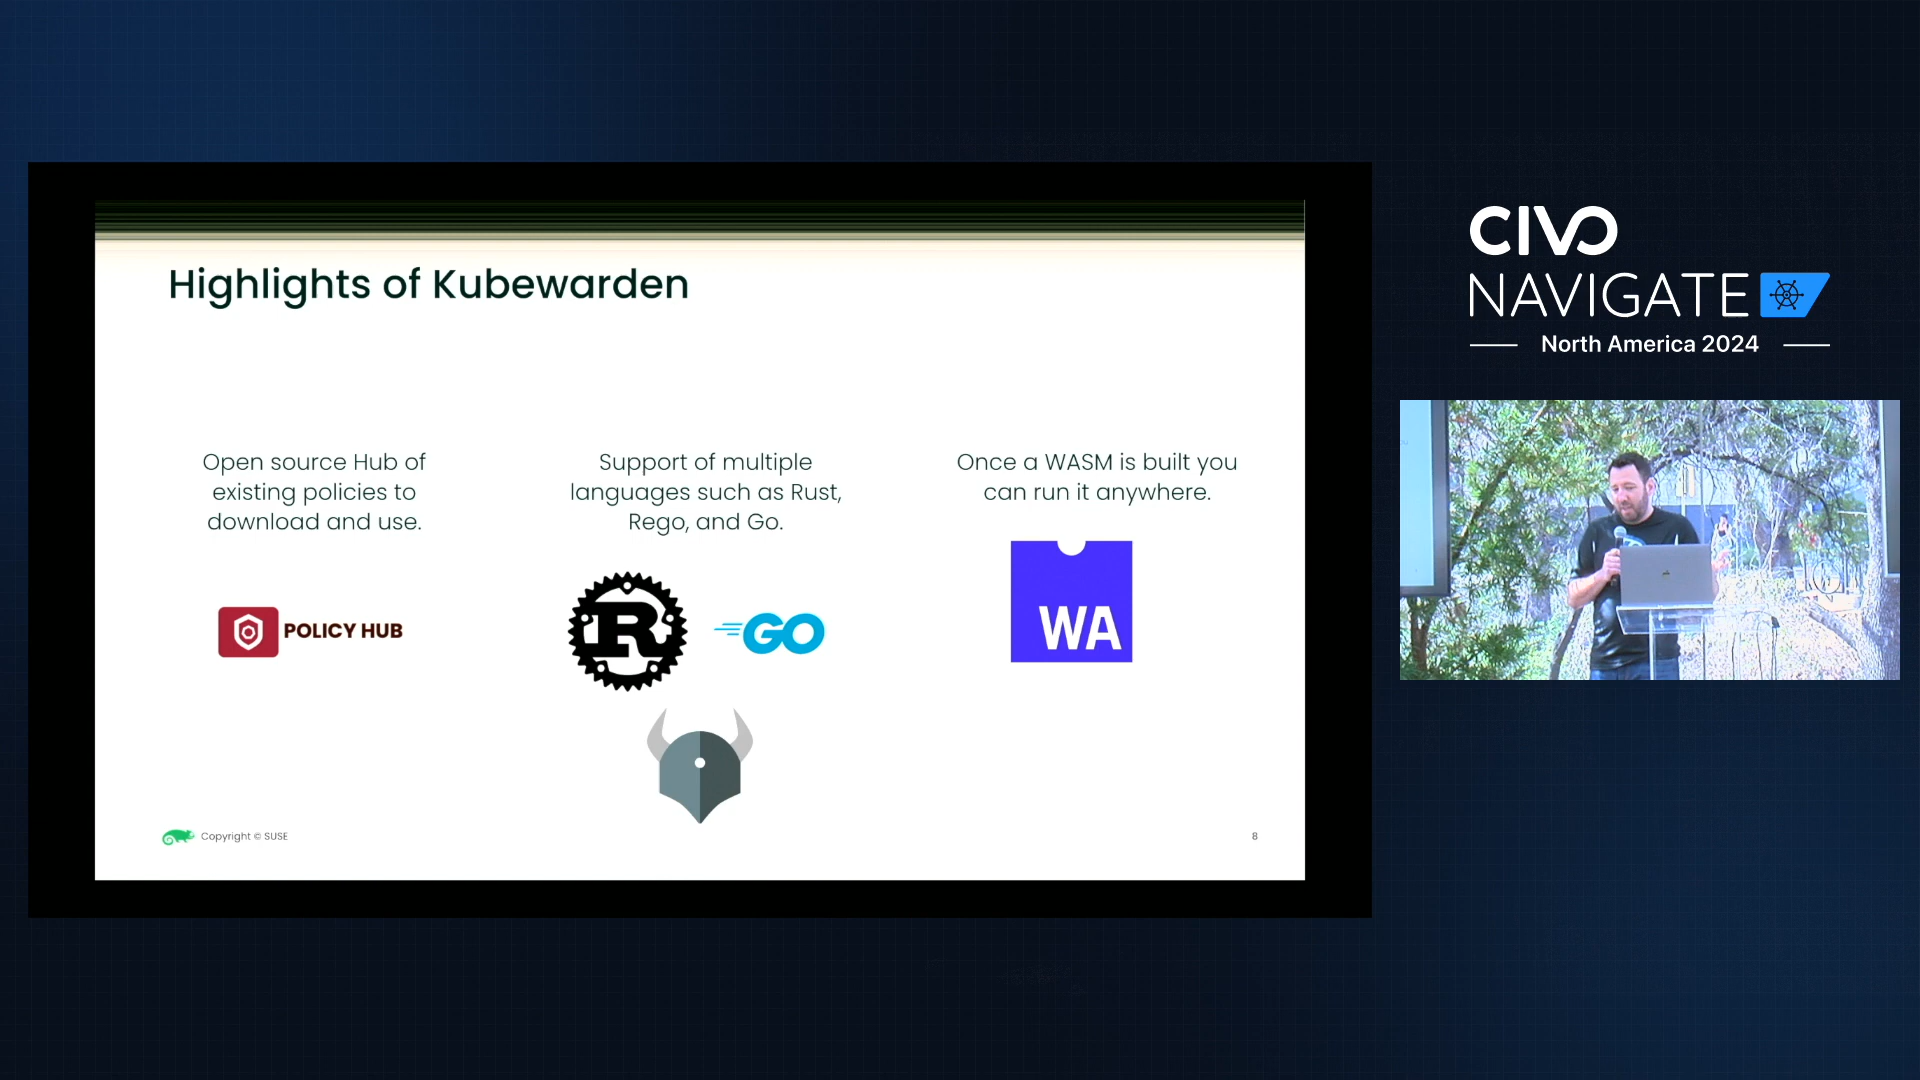 Highlights of Kubewarden
Open source Hub of
existing policies to
download and use.
POLICY HUB
Support of multiple
languages such as Rust,
Rego, and Go.
R
GO
Once a WASM is built you
can run it anywhere.
WA
Copyright © SUSE
8
CIVO
NAVIGATE
North America 2024